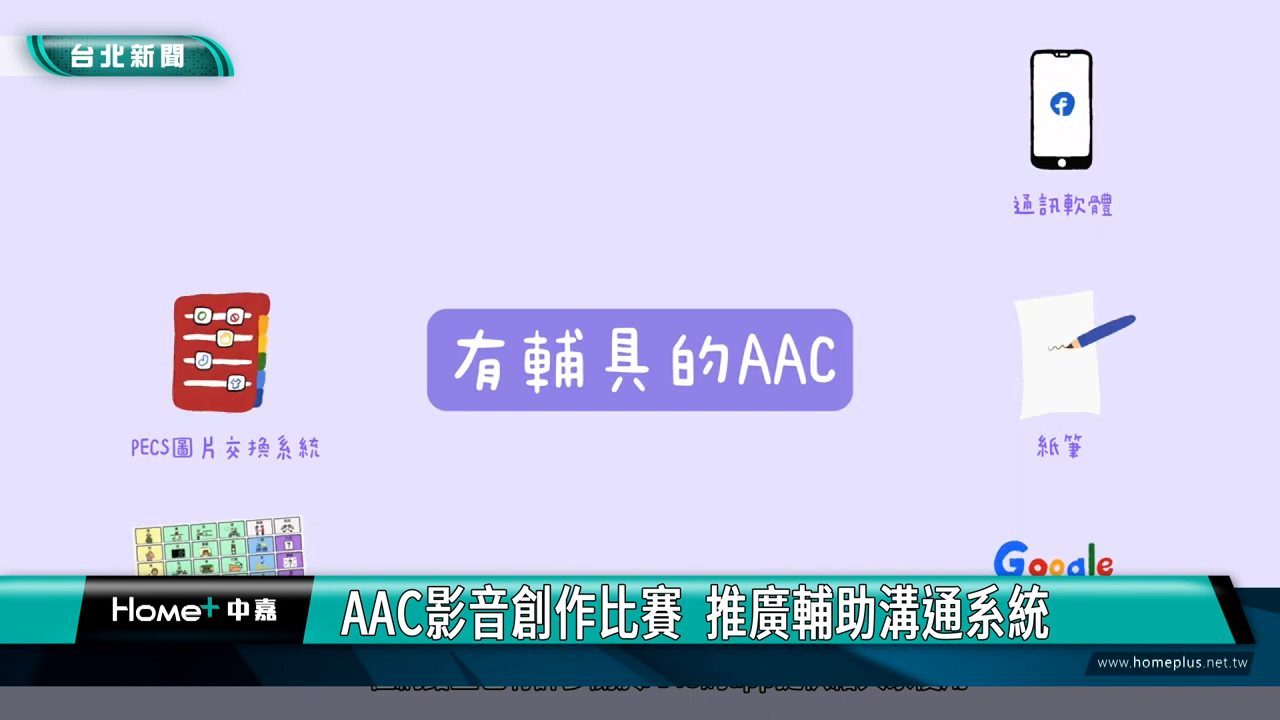 台北新聞
通訊軟體
有輔具的AAC
PECS圖片交換系統
紙筆
Google
Home+中嘉
AAC影音創作比賽 推廣輔助溝通系統
www.homeplus.net.tw